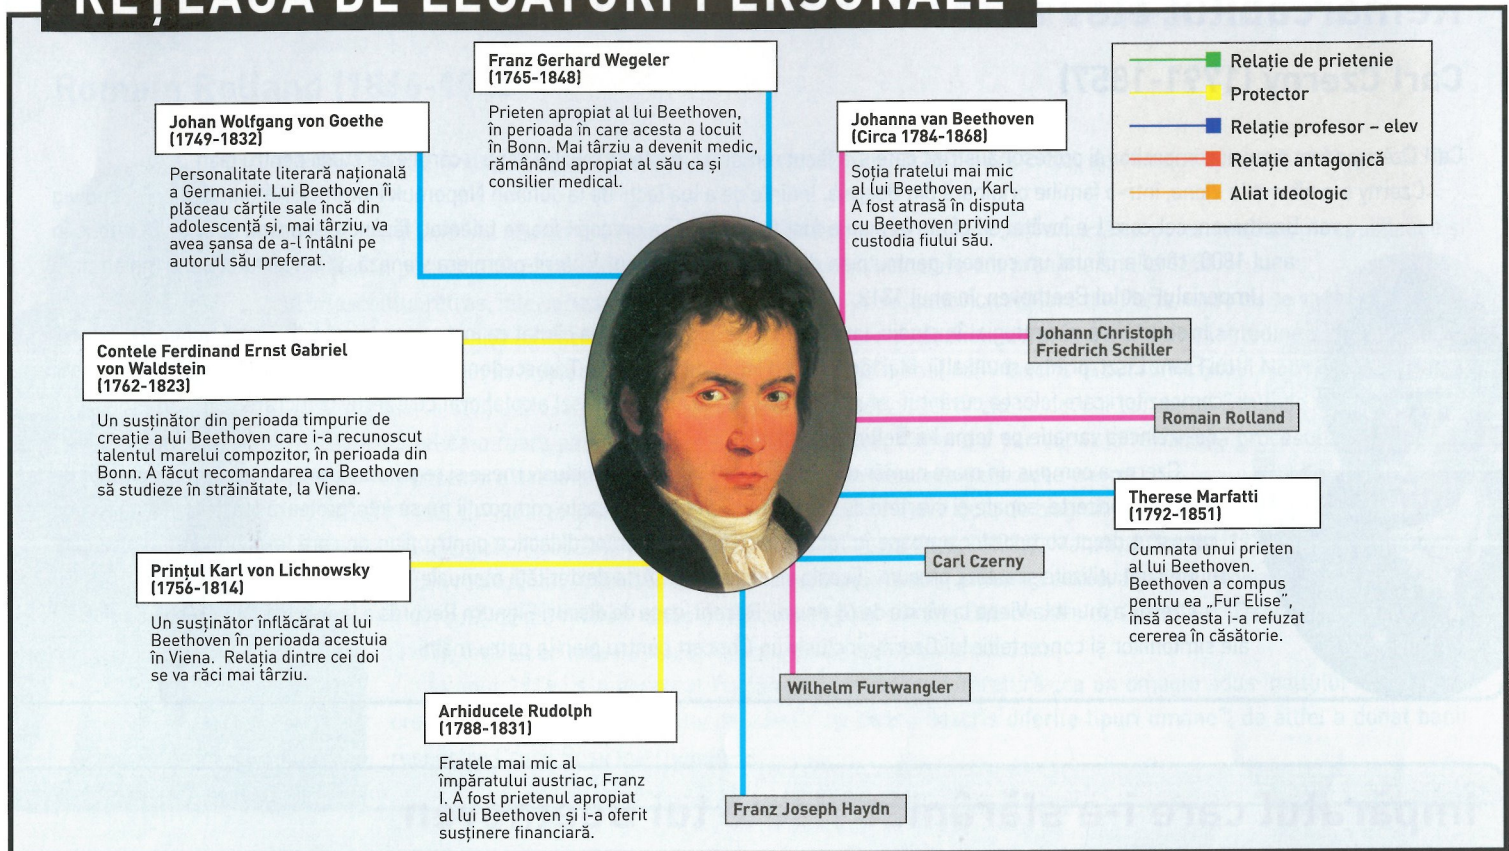 REȚEAUA DE LEGĂTURI PERSONALE
Franz Gerhard Wegeler
(1765-1848)
Prieten apropiat al lui Beethoven,
în perioada în care acesta a locuit
în Bonn. Mai târziu a devenit medic,
rămânând apropiat al său ca și
consilier medical.
Johan Wolfgang von Goethe
(1749-1832)
Personalitate literară națională
a Germaniei. Lui Beethoven îi
plăceau cărțile sale încă din
adolescență și, mai târziu, va
avea șansa de a-l întâlni pe
autorul său preferat.
Johanna van Beethoven
(Circa 1784-1868)
Soția fratelui mai mic
al lui Beethoven, Karl.
A fost atrasă în disputa
cu Beethoven privind
custodia fiului său.
Relație de prietenie
Protector
Relație profesor – elev
Relație antagonică
Aliat ideologic
Contele Ferdinand Ernst Gabriel
von Waldstein
(1762-1823)
Un susținător din perioada timpurie de
creație a lui Beethoven care i-a recunoscut
talentul marelui compozitor, în perioada din
Bonn. A făcut recomandarea ca Beethoven
să studieze în străinătate, la Viena.
Johann Christoph
Friedrich Schiller
Romain Rolland
Therese Marfatti
(1792-1851)
Cumnata unui prieten
al lui Beethoven.
Beethoven a compus
pentru ea „Fur Elise”,
însă aceasta i-a refuzat
cererea în căsătorie.
Prințul Karl von Lichnowsky
(1756-1814)
Un susținător înflăcărat al lui
Beethoven în perioada acestuia
în Viena. Relația dintre cei doi
se va răci mai târziu.
Carl Czerny
Wilhelm Furtwangler
Arhiducele Rudolph
(1788-1831)
Fratele mai mic al
împăratului austriac, Franz
I. A fost prietenul apropiat
al lui Beethoven și i-a oferit
susținere financiară.
Franz Joseph Haydn